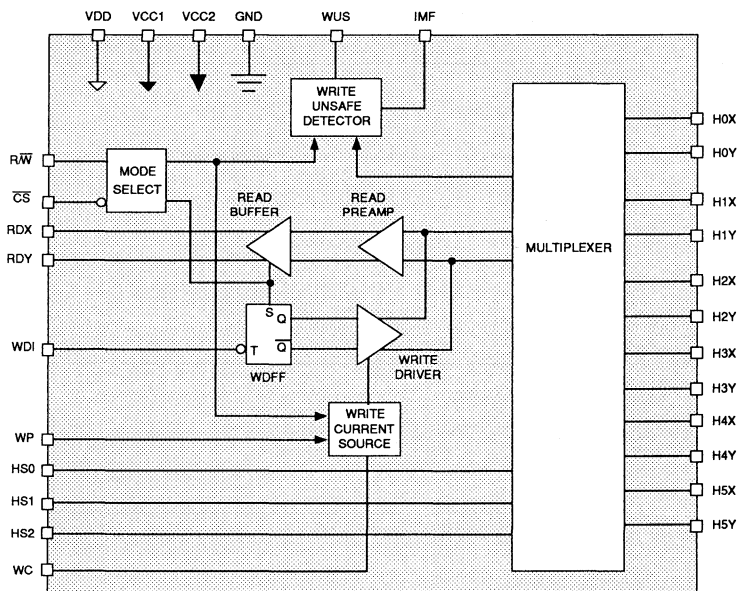 VDD VCC1 VCC2 GND WUS IMF
WRITE
UNSAFE
DETECTOR
H0X
H0Y
R/W̅
MODE
SELECT
C̅S̅
READ
BUFFER
READ
PREAMP
H1X
RDX
H1Y
RDY
MULTIPLEXER
H2X
S
Q
H2Y
WDI
T
Q̅
WRITE
DRIVER
H3X
WDFF
H3Y
WRITE
CURRENT
SOURCE
H4X
WP
H4Y
HS0
H5X
HS1
H5Y
HS2
WC